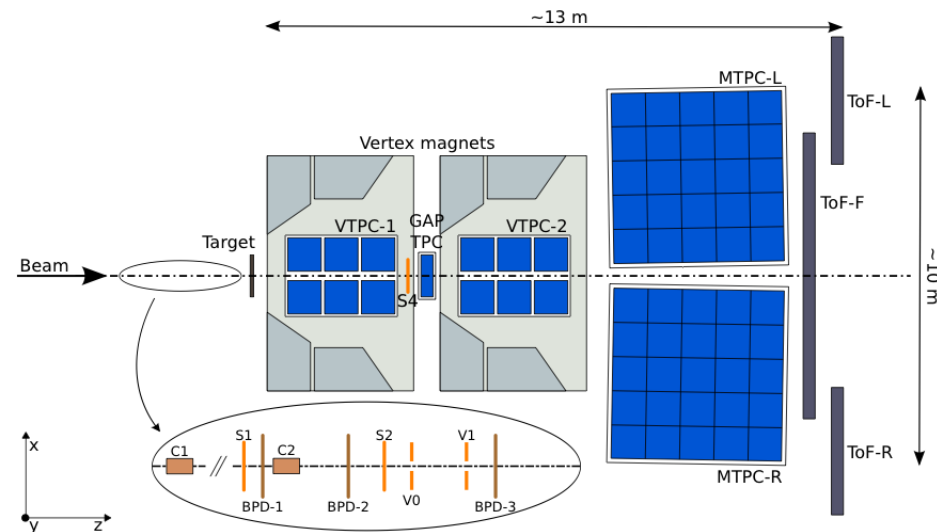 ~13 m
MTPC-L
ToF-L
Vertex magnets
ToF-F
VTPC-1
GAP
TPC
VTPC-2
Target
Beam
S4
~10 m
S1
C1
C2
S2
V1
BPD-1
BPD-2
V0
BPD-3
MTPC-R
ToF-R
x
y
z